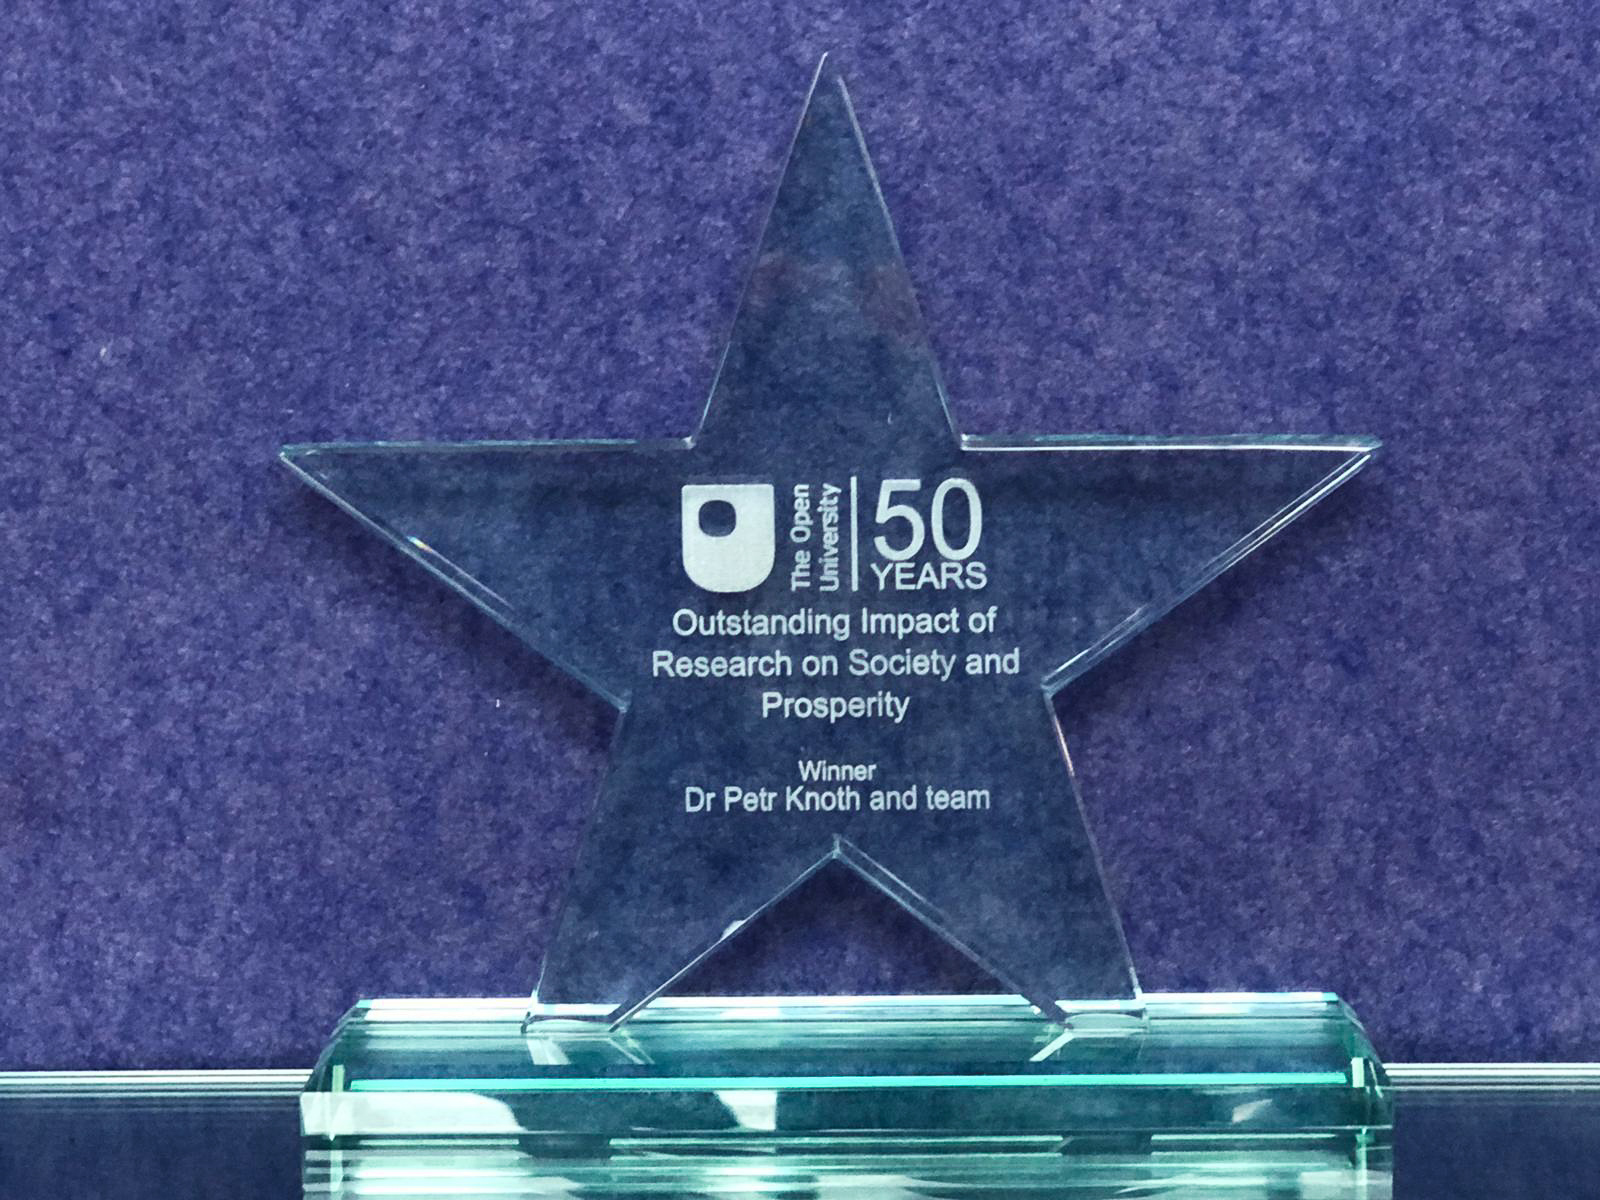 The Open
University
50
YEARS
Outstanding Impact of
Research on Society and
Prosperity
Winner
Dr Petr Knoth and team